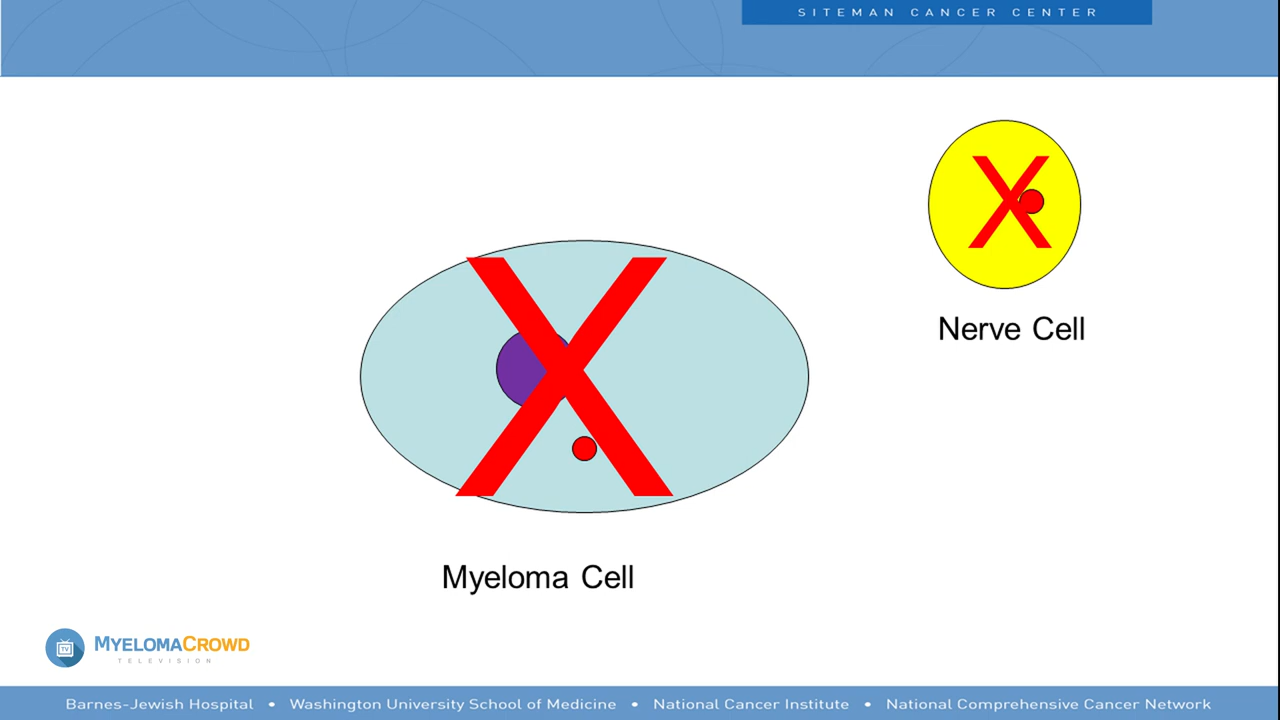 SITEMAN CANCER CENTER
Nerve Cell
Myeloma Cell
TV MYELOMACROWD
TELEVISION
Barnes-Jewish Hospital • Washington University School of Medicine • National Cancer Institute • National Comprehensive Cancer Network